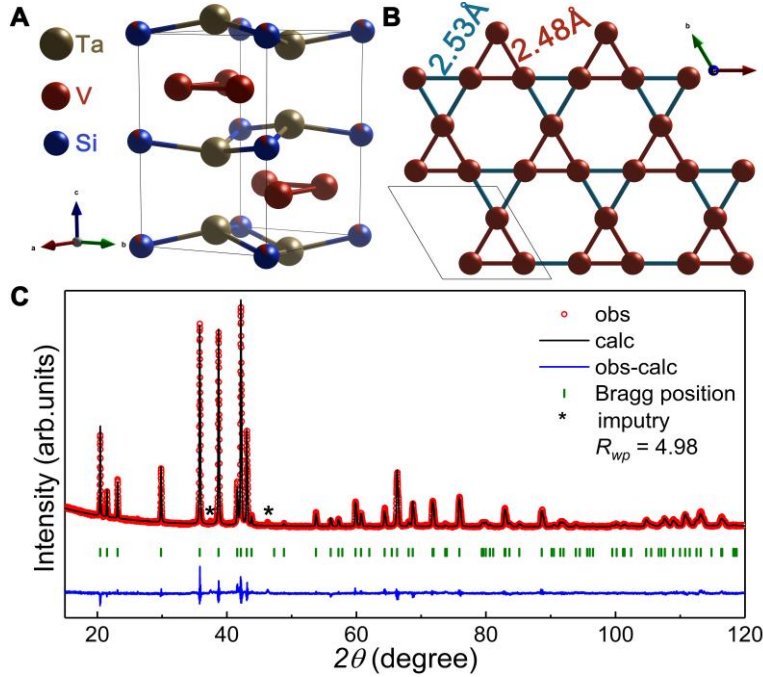 A
Ta
V
Si
c
a
b
B
2.53Å
2.48Å
b
C
Intensity (arb.units)
obs
calc
obs-calc
Bragg position
* imputry
Rwp = 4.98
*
*
20 40 60 80 100 120
2θ (degree)